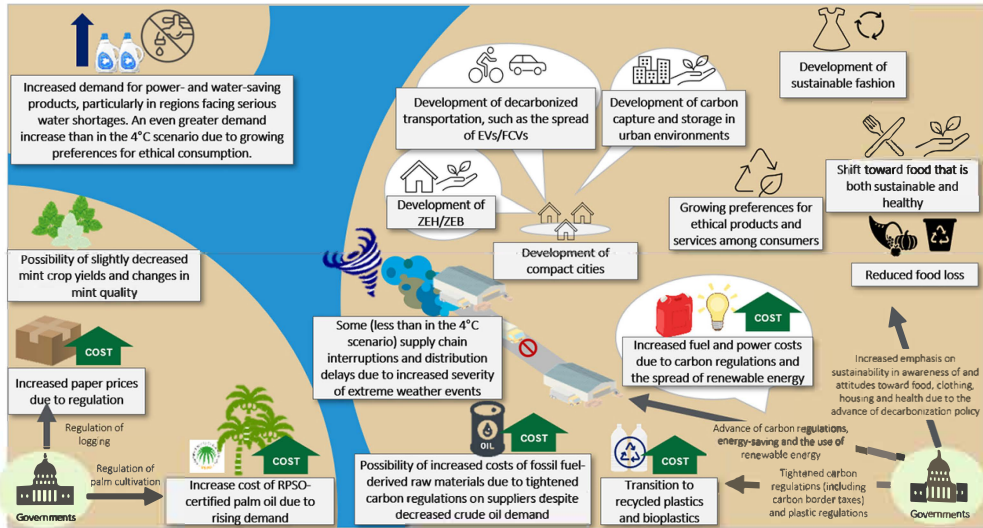 Increased demand for power- and water-saving
products, particularly in regions facing serious
water shortages. An even greater demand
increase than in the 4°C scenario due to growing
preferences for ethical consumption.
Development of decarbonized
transportation, such as the spread
of EVs/FCVs
Development of carbon
capture and storage in
urban environments
Development of
sustainable fashion
Development of
ZEH/ZEB
Development of
compact cities
Growing preferences for
ethical products and
services among consumers
Shift toward food that is
both sustainable and
healthy
Reduced food loss
Possibility of slightly decreased
mint crop yields and changes in
mint quality
COST
Increased paper prices
due to regulation
Regulation of
logging
Governments
Regulation of
palm cultivation
COST
Increase cost of RPSO-
certified palm oil due to
rising demand
Some (less than in the 4°C
scenario) supply chain
interruptions and distribution
delays due to increased severity
of extreme weather events
COST
Increased fuel and power costs
due to carbon regulations and
the spread of renewable energy
OIL
COST
Possibility of increased costs of fossil fuel-
derived raw materials due to tightened
carbon regulations on suppliers despite
decreased crude oil demand
Transition to
recycled plastics
and bioplastics
Increased emphasis on
sustainability in awareness of and
attitudes toward food, clothing,
housing and health due to the
advance of decarbonization policy
Advance of carbon regulations,
energy-saving and the use of
renewable energy
Tightened carbon
regulations (including
carbon border (taxes)
and plastic regulations
Governments